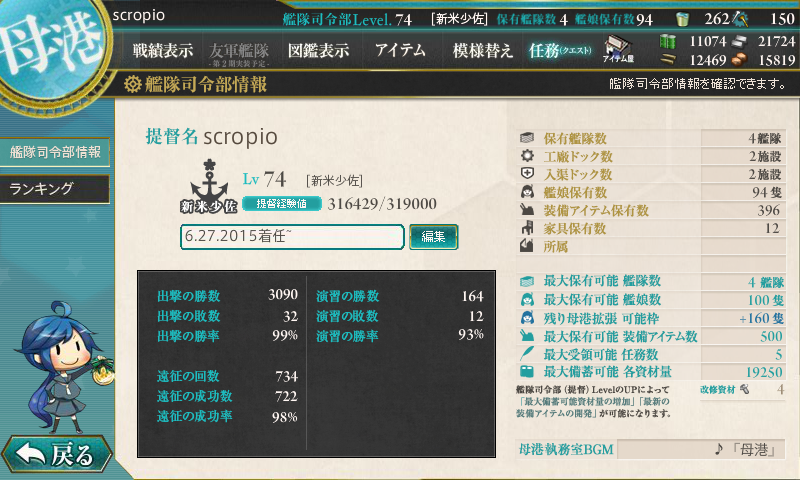 母港
scropio
艦隊司令部Level. 74 [新米少佐] 保有艦隊数 4 艦娘保有数 94 262 150
戦績表示 友軍艦隊 図鑑表示 アイテム 模様替え 任務(クエスト) アイテム屋 11074 21724
-第2期実装予定- 12469 15819
艦隊司令部情報 艦隊司令部情報を確認できます。
艦隊司令部情報
ランキング
提督名 scropio
新米少佐
Lv 74 [新米少佐]
提督経験値 316429/319000
6.27.2015着任~ 編集
出撃の勝数 3090 演習の勝数 164
出撃の敗数 32 演習の敗数 12
出撃の勝率 99% 演習の勝率 93%
遠征の回数 734
遠征の成功数 722
遠征の成功率 98%
保有艦隊数 4艦隊
工廠ドック数 2施設
入渠ドック数 2施設
艦娘保有数 94 隻
装備アイテム保有数 396
家具保有数 12
所属
最大保有可能 艦隊数 4 艦隊
最大保有可能 艦娘数 100 隻
残り母港拡張 可能枠 +160 隻
最大保有可能 装備アイテム数 500
最大受領可能 任務数 5
最大備蓄可能 各資材量 19250
艦隊司令部(提督)LevelのUPによって
「最大備蓄可能資材量の増加」「最新の
装備アイテムの開発」が可能になります。
改修資材 4
母港執務室BGM ♪「母港」
戻る